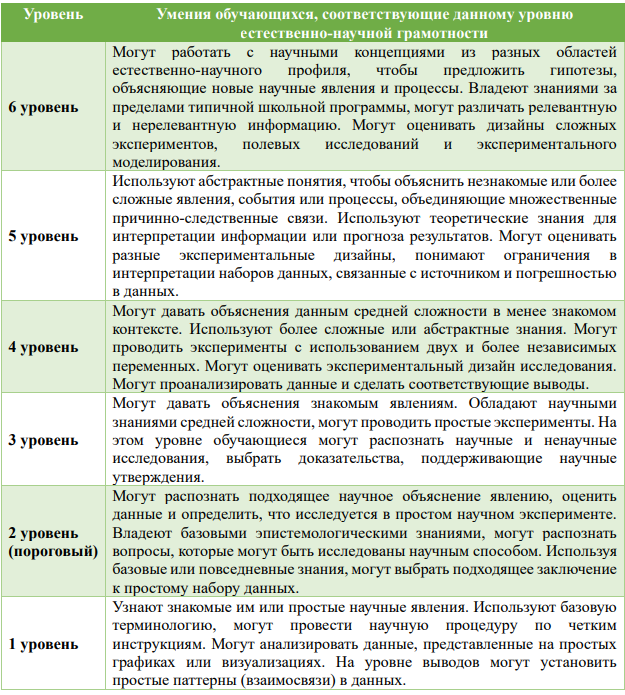 Уровень
Умения обучающихся, соответствующие данному уровню
естественно-научной грамотности
6 уровень
Могут работать с научными концепциями из разных областей
естественно-научного профиля, чтобы предложить гипотезы,
объясняющие новые научные явления и процессы. Владеют знаниями за
пределами типичной школьной программы, могут различать релевантную
и нерелевантную информацию. Могут оценивать дизайны сложных
экспериментов, полевых исследований и экспериментального
моделирования.
5 уровень
Используют абстрактные понятия, чтобы объяснить незнакомые или более
сложные явления, события или процессы, объединяющие множественные
причинно-следственные связи. Используют теоретические знания для
интерпретации информации или прогноза результатов. Могут оценивать
разные экспериментальные дизайны, понимают ограничения в
интерпретации наборов данных, связанные с источником и погрешностью
в данных.
4 уровень
Могут давать объяснения данным средней сложности в менее знакомом
контексте. Используют более сложные или абстрактные знания. Могут
проводить эксперименты с использованием двух и более независимых
переменных. Могут оценивать экспериментальный дизайн исследования.
Могут проанализировать данные и сделать соответствующие выводы.
3 уровень
Могут давать объяснения знакомым явлениям. Обладают научными
знаниями средней сложности, могут проводить простые эксперименты. На
этом уровне обучающиеся могут распознать научные и ненаучные
исследования, выбрать доказательства, поддерживающие научные
утверждения.
2 уровень
(пороговый)
Могут распознать подходящее научное объяснение явлению, оценить
данные и определить, что исследуется в простом научном эксперименте.
Владеют базовыми эпистемологическими знаниями, могут распознать
вопросы, которые могут быть исследованы научным способом. Используя
базовые или повседневные знания, могут выбрать подходящее заключение
к простому набору данных.
1 уровень
Узнают знакомые им или простые научные явления. Используют базовую
терминологию, могут провести научную процедуру по четким
инструкциям. Могут анализировать данные, представленные на простых
графиках или визуализациях. На уровне выводов могут установить
простые паттерны (взаимосвязи) в данных.